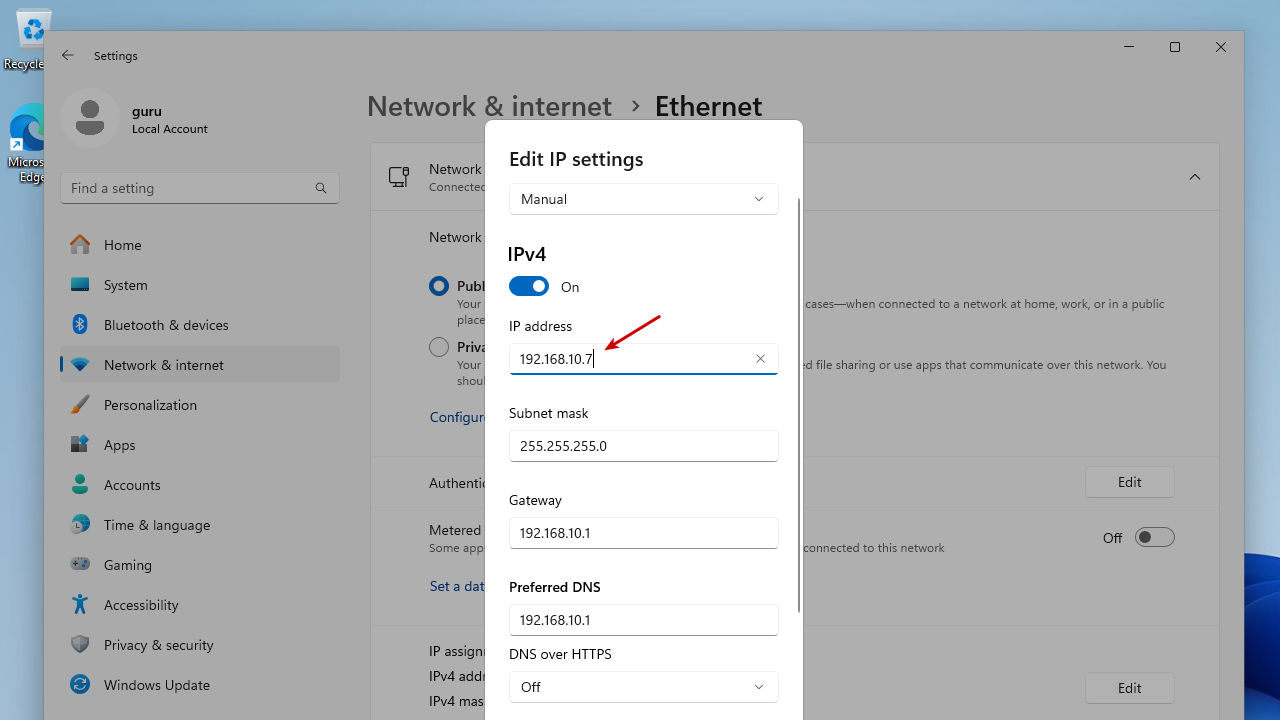 Recycle
Micros
Edge
Settings
guru
Local Account
Find a setting
Home
System
Bluetooth & devices
Network & internet
Personalization
Apps
Accounts
Time & language
Gaming
Accessibility
Privacy & security
Windows Update
Network & internet › Ethernet
Network
Connected
Network
Publ
Your
place
cases—when connected to a network at home, work, or in a public
Priva
Your
shou
ed file sharing or use apps that communicate over this network. You
Configure
Authentic
Edit
Metered
Some apps
connected to this network
Off
Set a dat
IP assignm
IPv4 addr
IPv4 mas
Edit
Edit IP settings
Manual
IPv4
On
IP address
192.168.10.7
Subnet mask
255.255.255.0
Gateway
192.168.10.1
Preferred DNS
192.168.10.1
DNS over HTTPS
Off